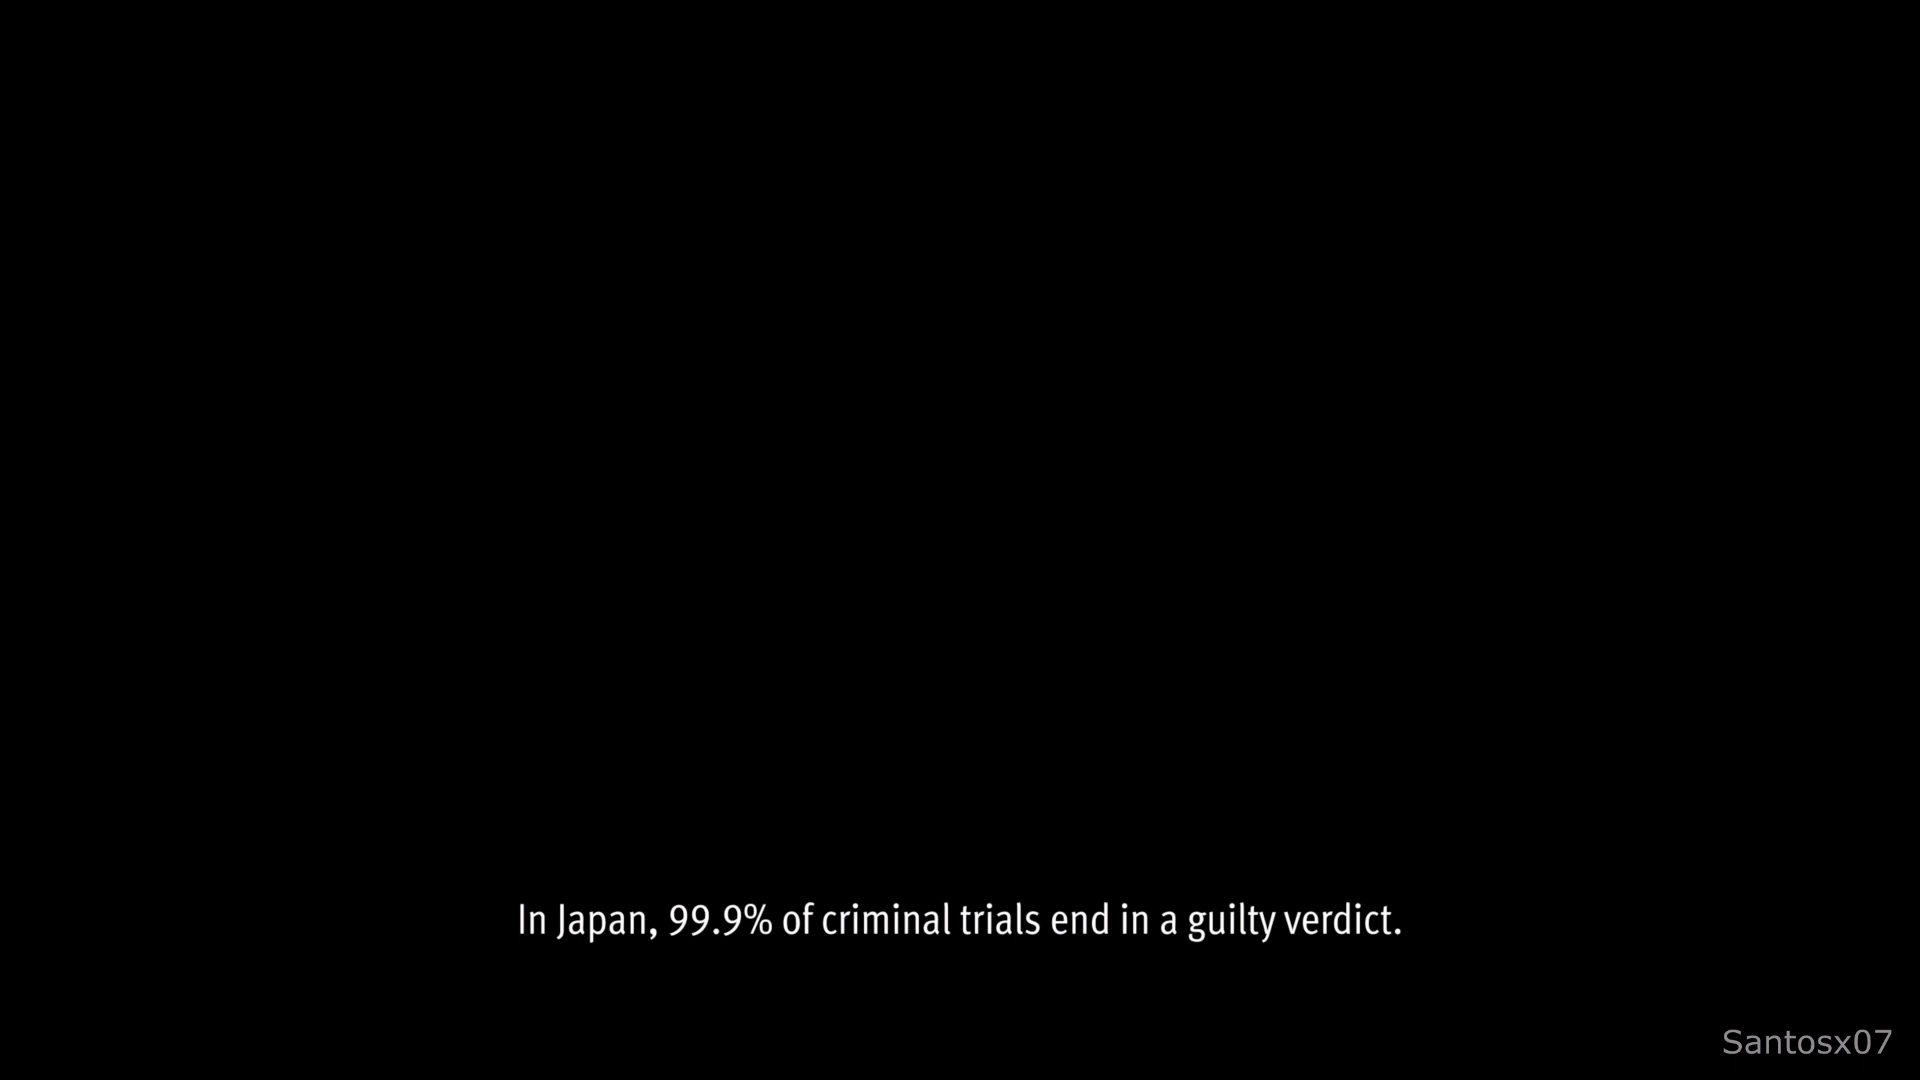 In Japan, 99.9% of criminal trials end in a guilty verdict.
Santosx07